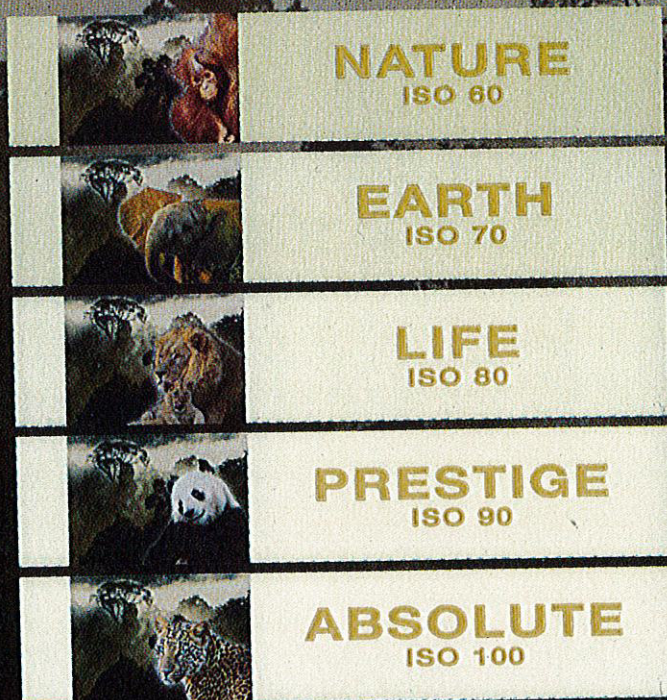 NATURE
ISO 60
EARTH
ISO 70
LIFE
ISO 80
PRESTIGE
ISO 90
ABSOLUTE
ISO 100